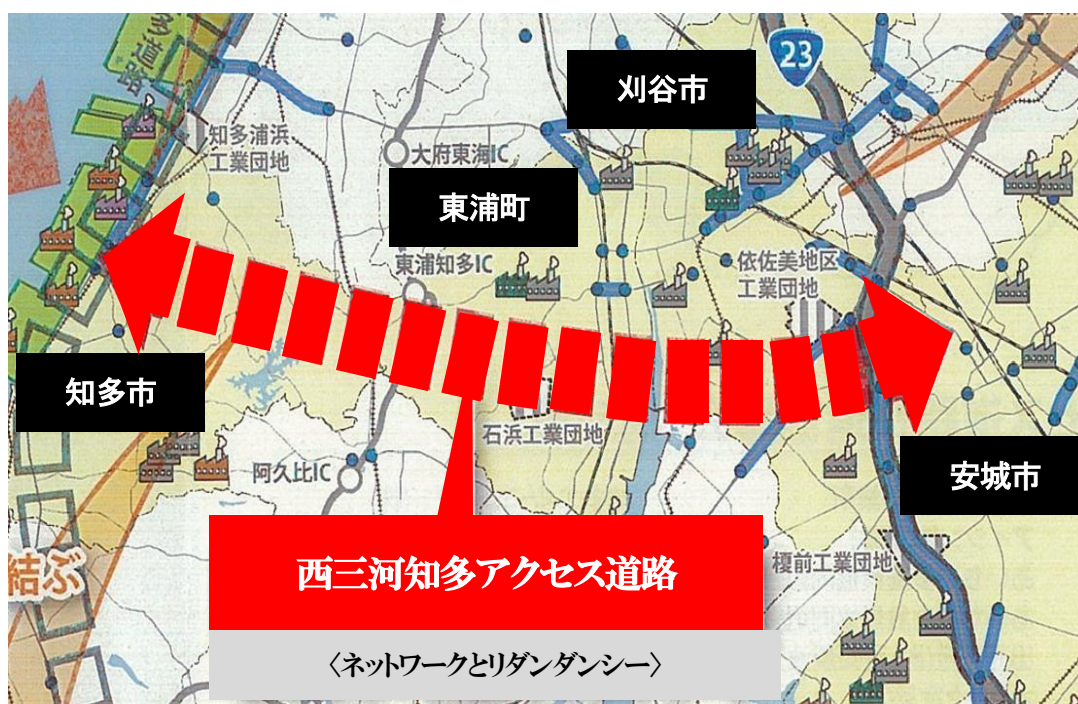 多道路
23
刈谷市
知多浦浜
工業団地
大府東海IC
東浦町
東浦知多IC
依佐美地区
工業団地
知多市
石浜工業団地
阿久比IC
安城市
西三河知多アクセス道路
榎前工業団地
結ぶ
〈ネットワークとリダンダンシー〉